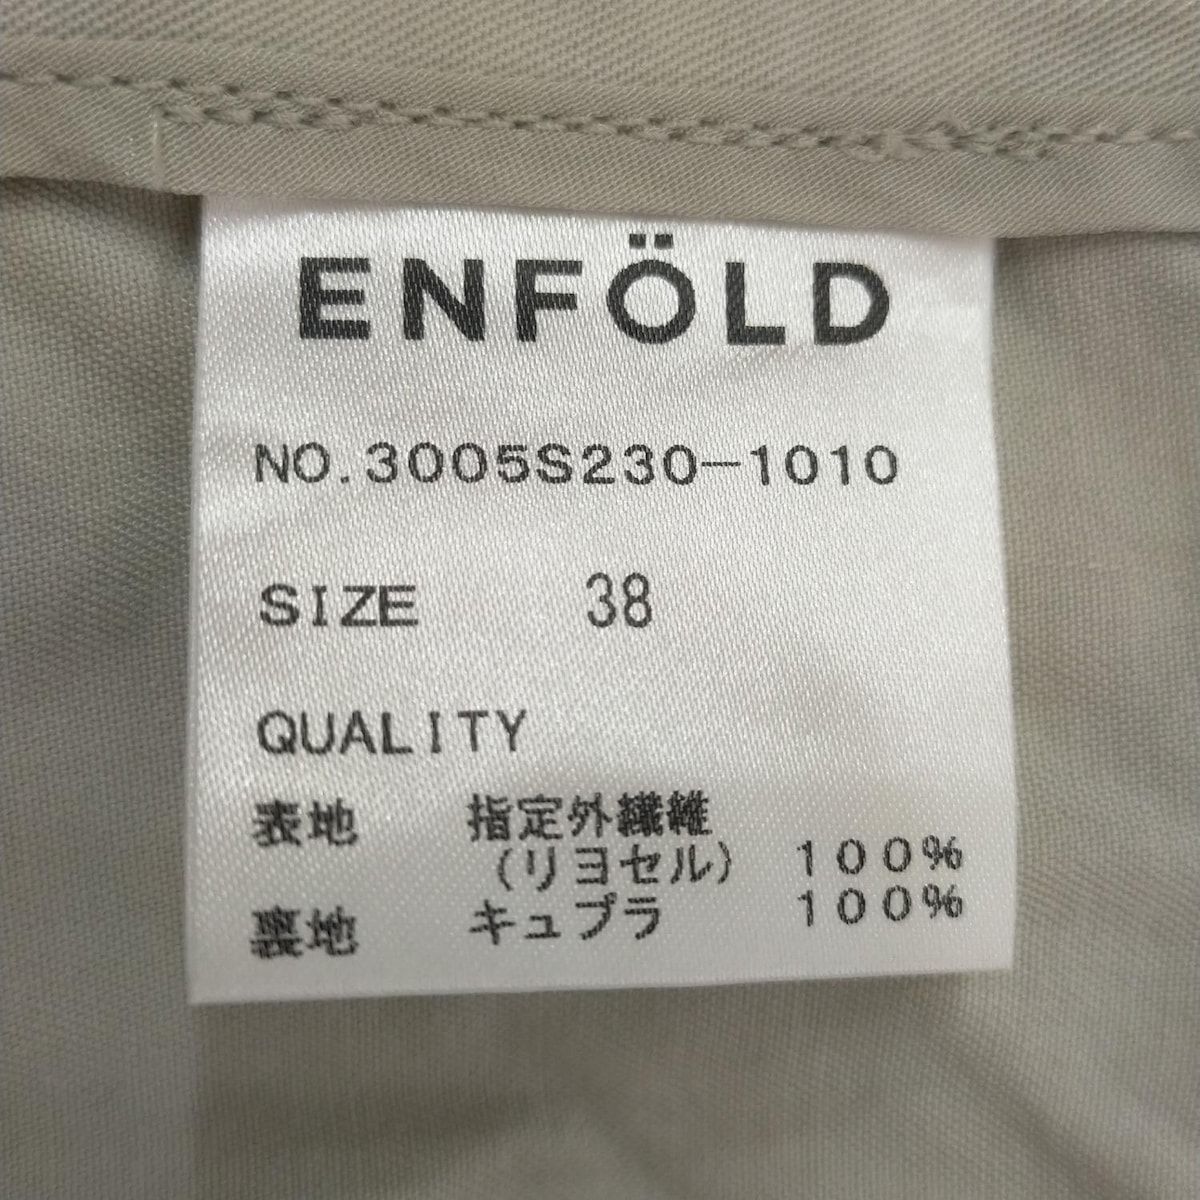 ENFÖLD
NO.3005S230-1010
SIZE 38
QUALITY
表地 指定外繊維
(リヨセル) 100%
裏地 キュプラ 100%